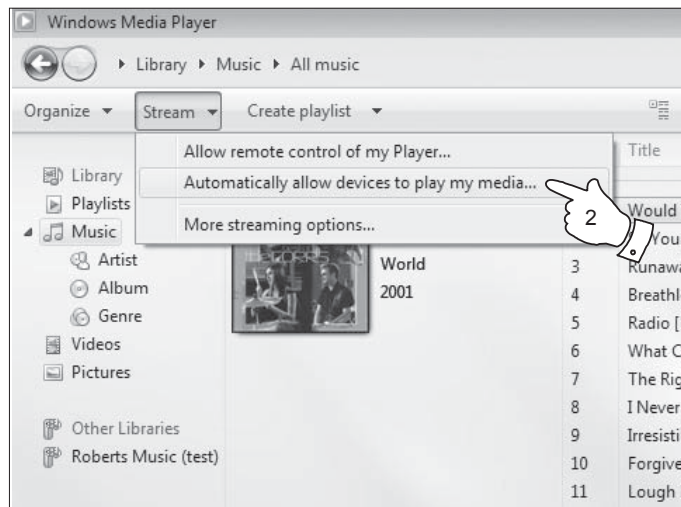 Windows Media Player
Library ▸ Music ▸ All music
Organize Stream Create playlist
Allow remote control of my Player...
Automatically allow devices to play my media...
More streaming options...
2
Library
Playlists
Music
Artist
Album
Genre
Videos
Pictures
Other Libraries
Roberts Music (test)
THE CORRS
World
2001
Title
Would
You
3 Runawa
4 Breathl
5 Radio [
6 What C
7 The Rig
8 I Never
9 Irresisti
10 Forgive
11 Lough